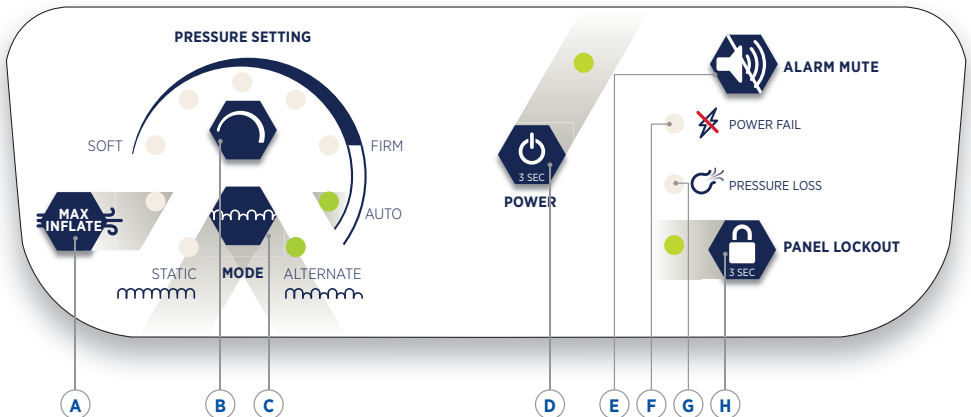 PRESSURE SETTING
SOFT
FIRM
AUTO
MAX
INFLATE
STATIC
MODE
ALTERNATE
3 SEC
POWER
ALARM MUTE
POWER FAIL
PRESSURE LOSS
PANEL LOCKOUT
3 SEC
A
B
C
D
E
F
G
H